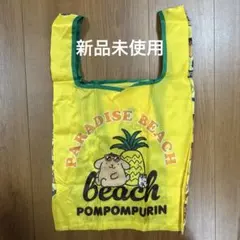 新品未使用
PARADISE BEACH
beach
POMPOMPURIN